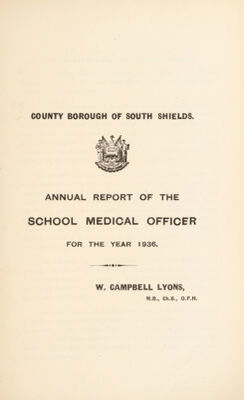 COUNTY BOROUGH OF SOUTH SHIELDS.
ANNUAL REPORT OF THE
SCHOOL MEDICAL OFFICER
FOR THE YEAR 1936.
W. CAMPBELL LYONS,
M.B., Ch.B., D.P.H.